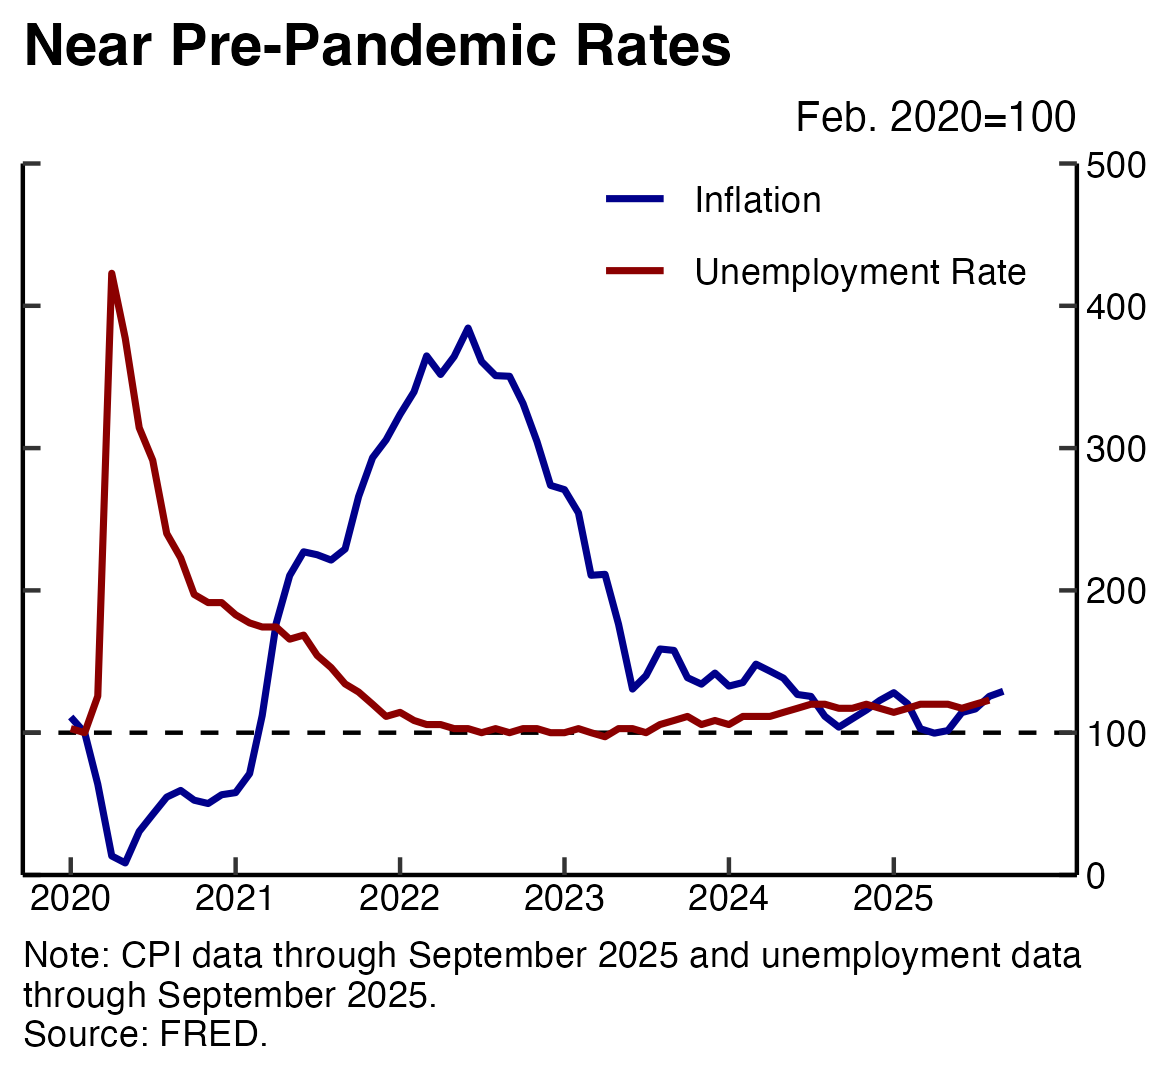 Near Pre-Pandemic Rates
Feb. 2020=100
500
Inflation
Unemployment Rate
400
300
200
100
0
2020 2021 2022 2023 2024 2025
Note: CPI data through September 2025 and unemployment data
through September 2025.
Source: FRED.